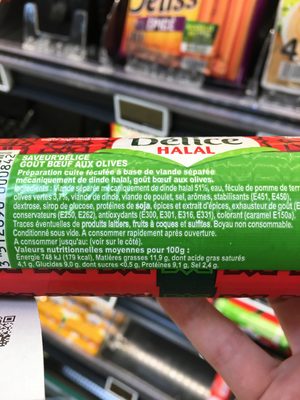 Deliss
ÉPICÉ
Délice
HALAL
SAVEUR DÉLICE
GOÛT BŒUF AUX OLIVES
Préparation cuite féculée à base de viande séparée
mécaniquement de dinde halal, goût bœuf aux olives.
Ingrédients : Viande séparée mécaniquement de dinde halal 51%, eau, fécule de pomme de terre
olives vertes 3,7%, viande de dinde, viande de poulet, sel, arômes, stabilisants (E451, E450),
dextrose, sirop de glucose, protéines de soja, épices et extrait d'épices, exhausteur de goût (E
conservateurs (E250, E262), antioxydants (E300, E301, E316, E331), colorant (caramel E150a).
Traces éventuelles de produits laitiers, fruits à coques et sulfites. Boyau non consommable.
Conditionné sous vide. A consommer rapidement après ouverture.
A consommer jusqu'au: (voir sur le côté).
Valeurs nutritionnelles moyennes pour 100g :
Energie 748 kJ (179 kcal), Matières grasses 11,9 g, dont acide gras saturés
4,1 g, Glucides 9,0 g, dont sucres <0,5 g, Protéines 9,1 g, Sel 2,4 g.